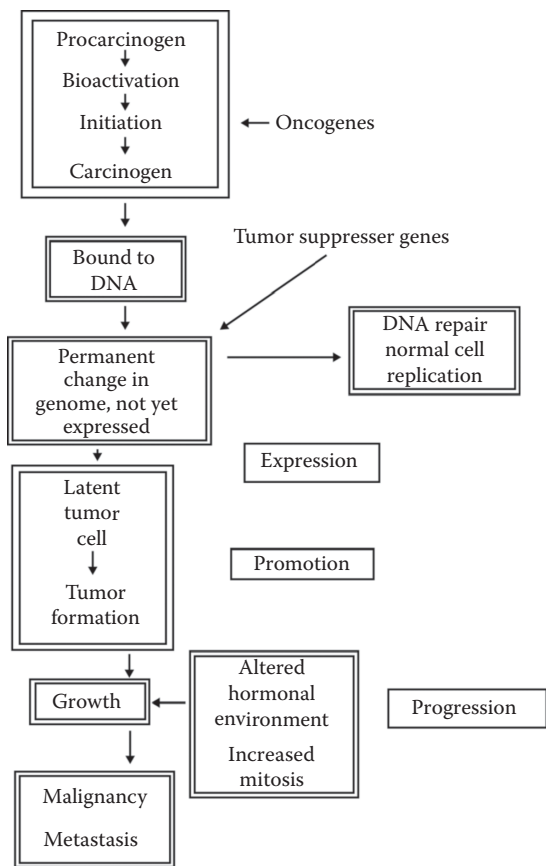 Procarcinogen
Bioactivation
Initiation
Oncogenes
Carcinogen
Tumor suppresser genes
Bound to
DNA
DNA repair
normal cell
replication
Permanent
change in
genome, not yet
expressed
Expression
Latent
tumor
cell
Promotion
Tumor
formation
Altered
hormonal
environment
Increased
mitosis
Growth
Progression
Malignancy
Metastasis